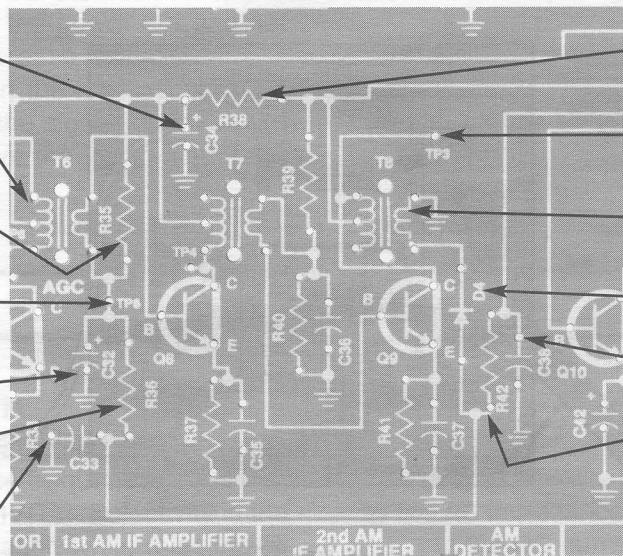 +
C34
R38
T6
T7
R39
T8
TP3
R35
TP4
AGC
TP5
C
B
E
Q8
C
+
C32
R36
R40
C36
C
B
E
Q9
D4
R42
C38
Q10
+
C42
R37
C35
R41
C37
C33
TOR
1st AM IF AMPLIFIER
2nd AM
IF AMPLIFIER
AM
DETECTOR